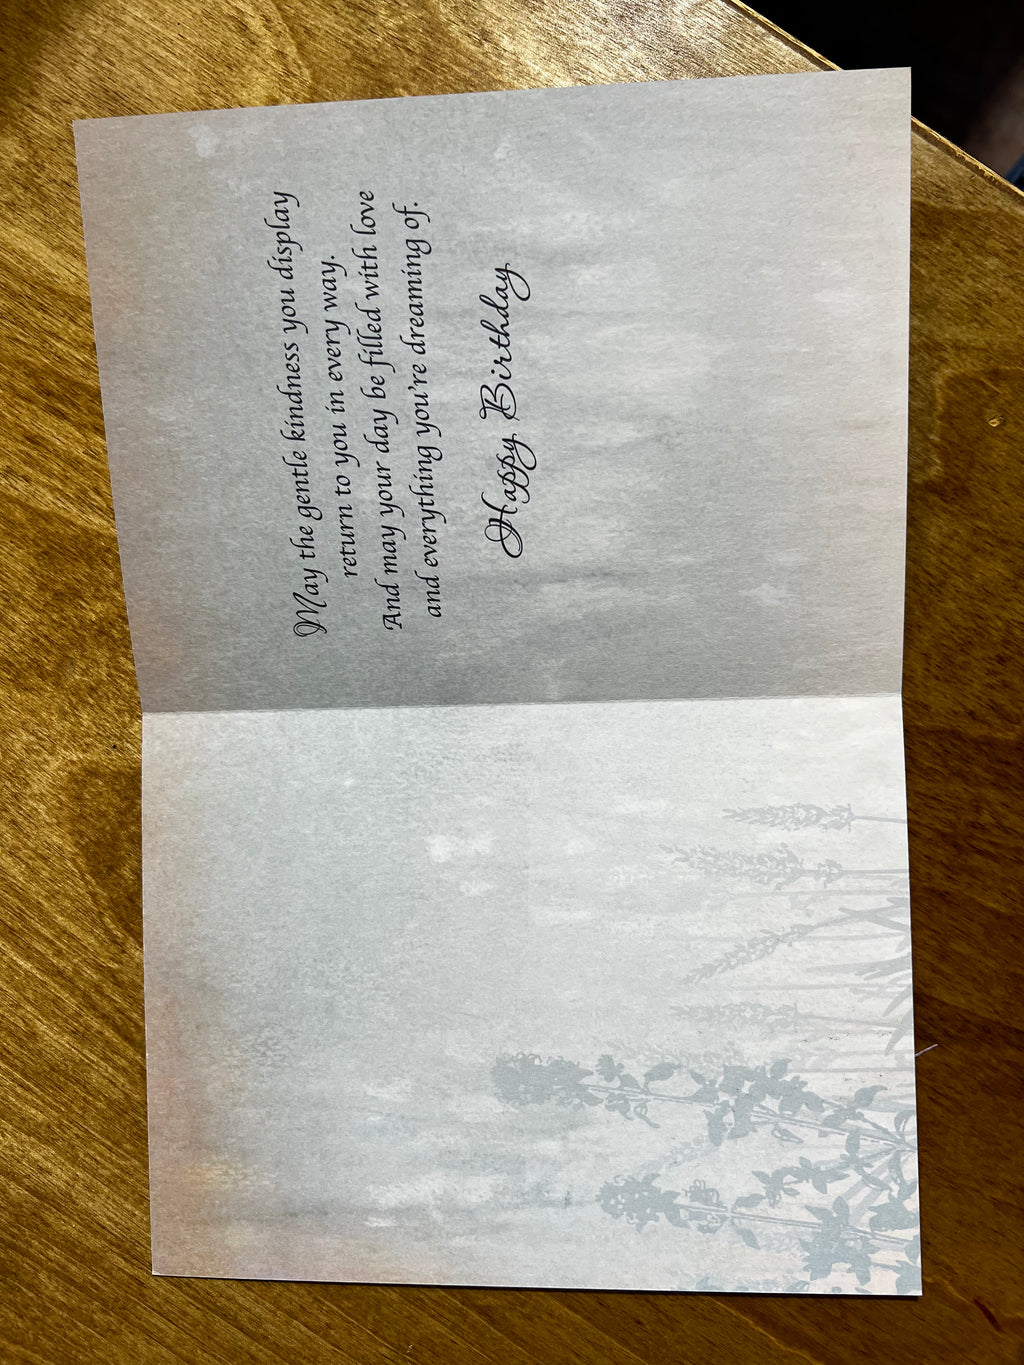 May the gentle kindness you display
return to you in every way.
And may your day be filled with love
and everything you're dreaming of.
Happy Birthday